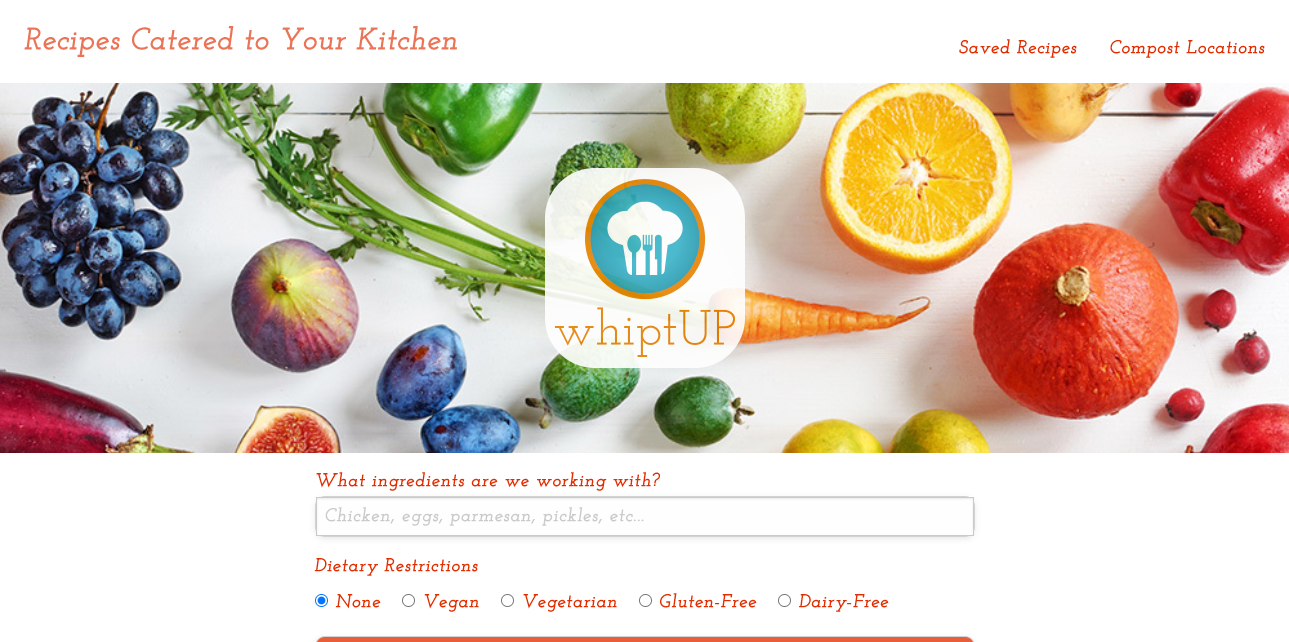 Recipes Catered to Your Kitchen
Saved Recipes Compost Locations
whiptUP
What ingredients are we working with?
Chicken, eggs, parmesan, pickles, etc...
Dietary Restrictions
None Vegan Vegetarian Gluten-Free Dairy-Free